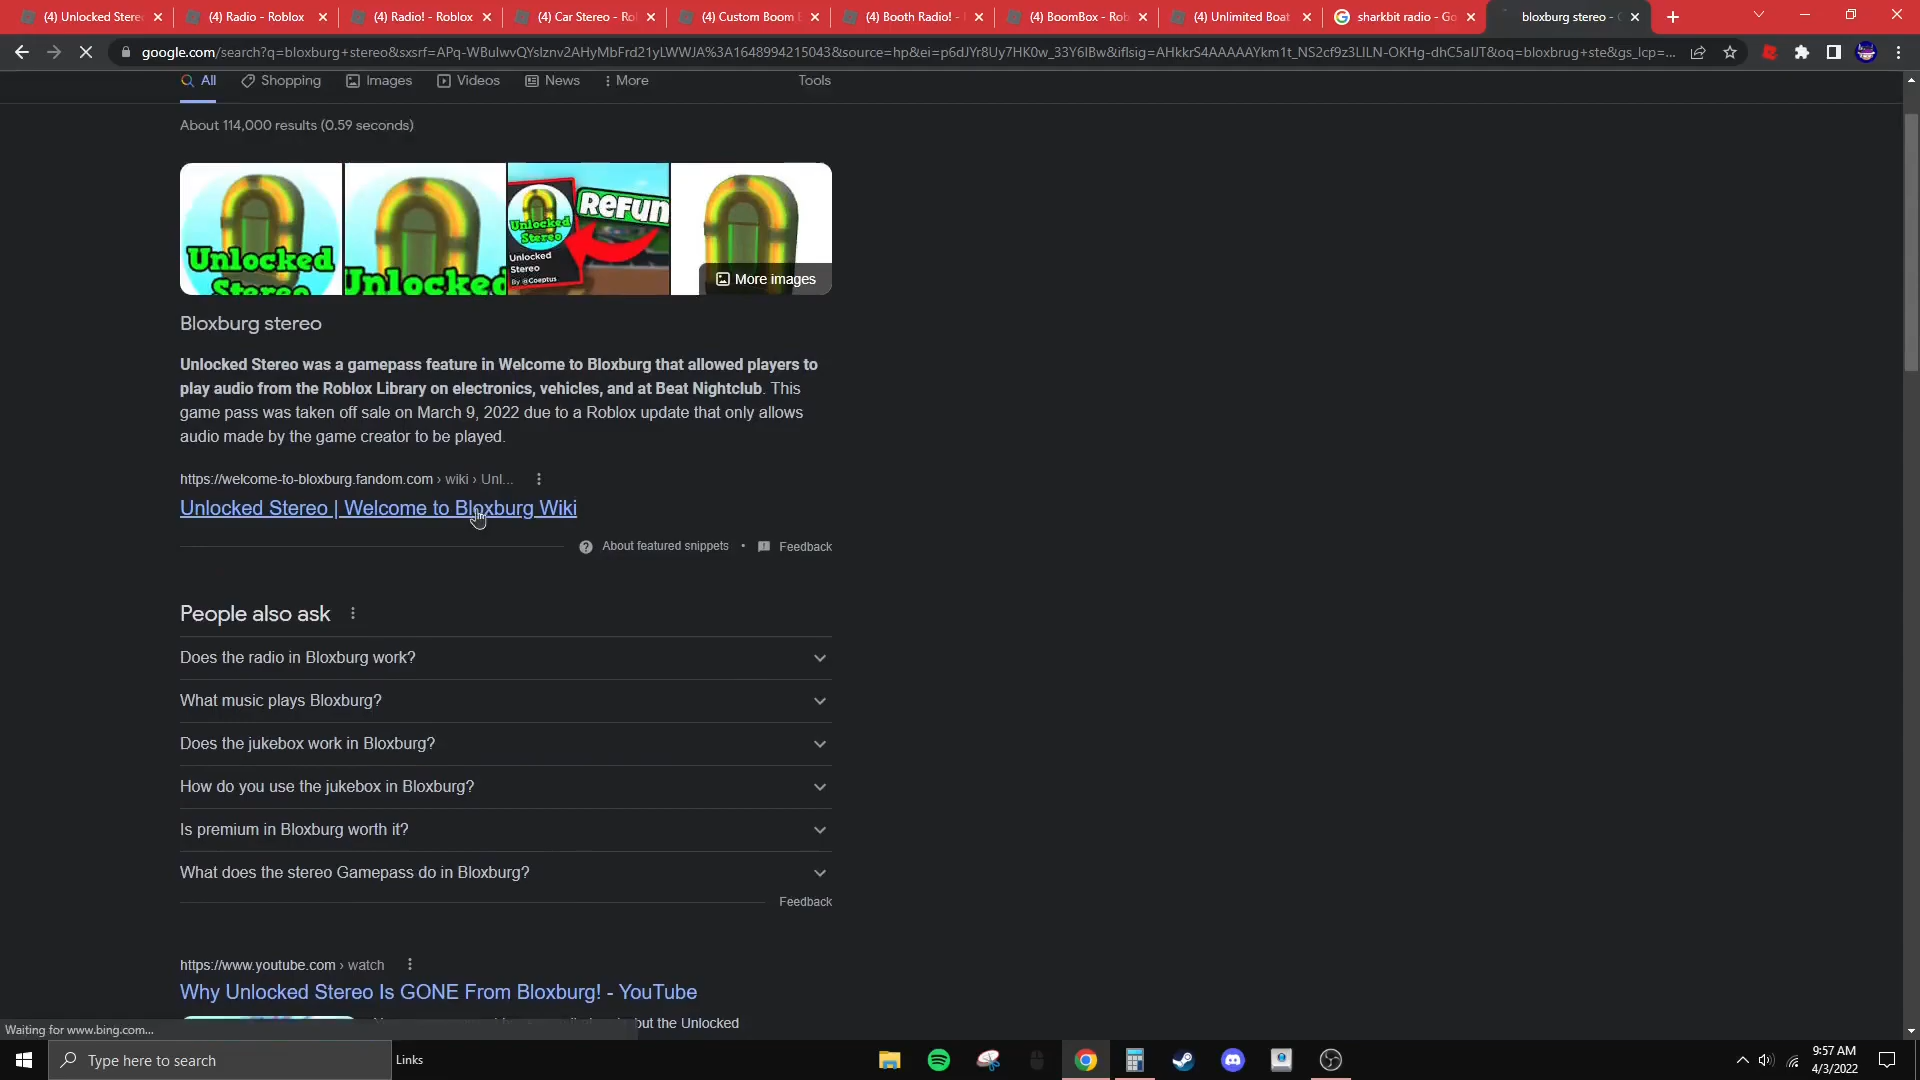 (4) Unlocked Stere
(4) Radio - Roblox
(4) Radio! - Roblox
(4) Car Stereo - Ro
(4) Custom Boom
(4) Booth Radio! -
(4) BoomBox - Rob
(4) Unlimited Boat
sharkbit radio - Go
bloxburg stereo -
google.com/search?q=bloxburg+stereo&sxsrf=APq-WBulwvQYslznv2AHyMbFrd21yLWWJA%3A1648994215043&source=hp&ei=p6dJYr8Uy7HK0w_33Y6IBw&iflsig=AHkkrS4AAAAAYkm1t_NS2cf9z3LlLN-OKHg-dhC5aIJT&oq=bloxbrug+ste&gs_lcp=...
All
Shopping
Images
Videos
News
More
Tools
About 114,000 results (0.59 seconds)
Unlocked
Stereo
Unlocked
Unlocked
Stereo
REFUN
Unlocked
Stereo
By @Coeptus
More images
Bloxburg stereo
Unlocked Stereo was a gamepass feature in Welcome to Bloxburg that allowed players to
play audio from the Roblox Library on electronics, vehicles, and at Beat Nightclub. This
game pass was taken off sale on March 9, 2022 due to a Roblox update that only allows
audio made by the game creator to be played.
https://welcome-to-bloxburg.fandom.com › wiki › Unl...
Unlocked Stereo | Welcome to Bloxburg Wiki
About featured snippets • Feedback
People also ask
Does the radio in Bloxburg work?
What music plays Bloxburg?
Does the jukebox work in Bloxburg?
How do you use the jukebox in Bloxburg?
Is premium in Bloxburg worth it?
What does the stereo Gamepass do in Bloxburg?
Feedback
https://www.youtube.com › watch
Why Unlocked Stereo Is GONE From Bloxburg! - YouTube
but the Unlocked
Waiting for www.bing.com...
Type here to search
Links
9:57 AM
4/3/2022